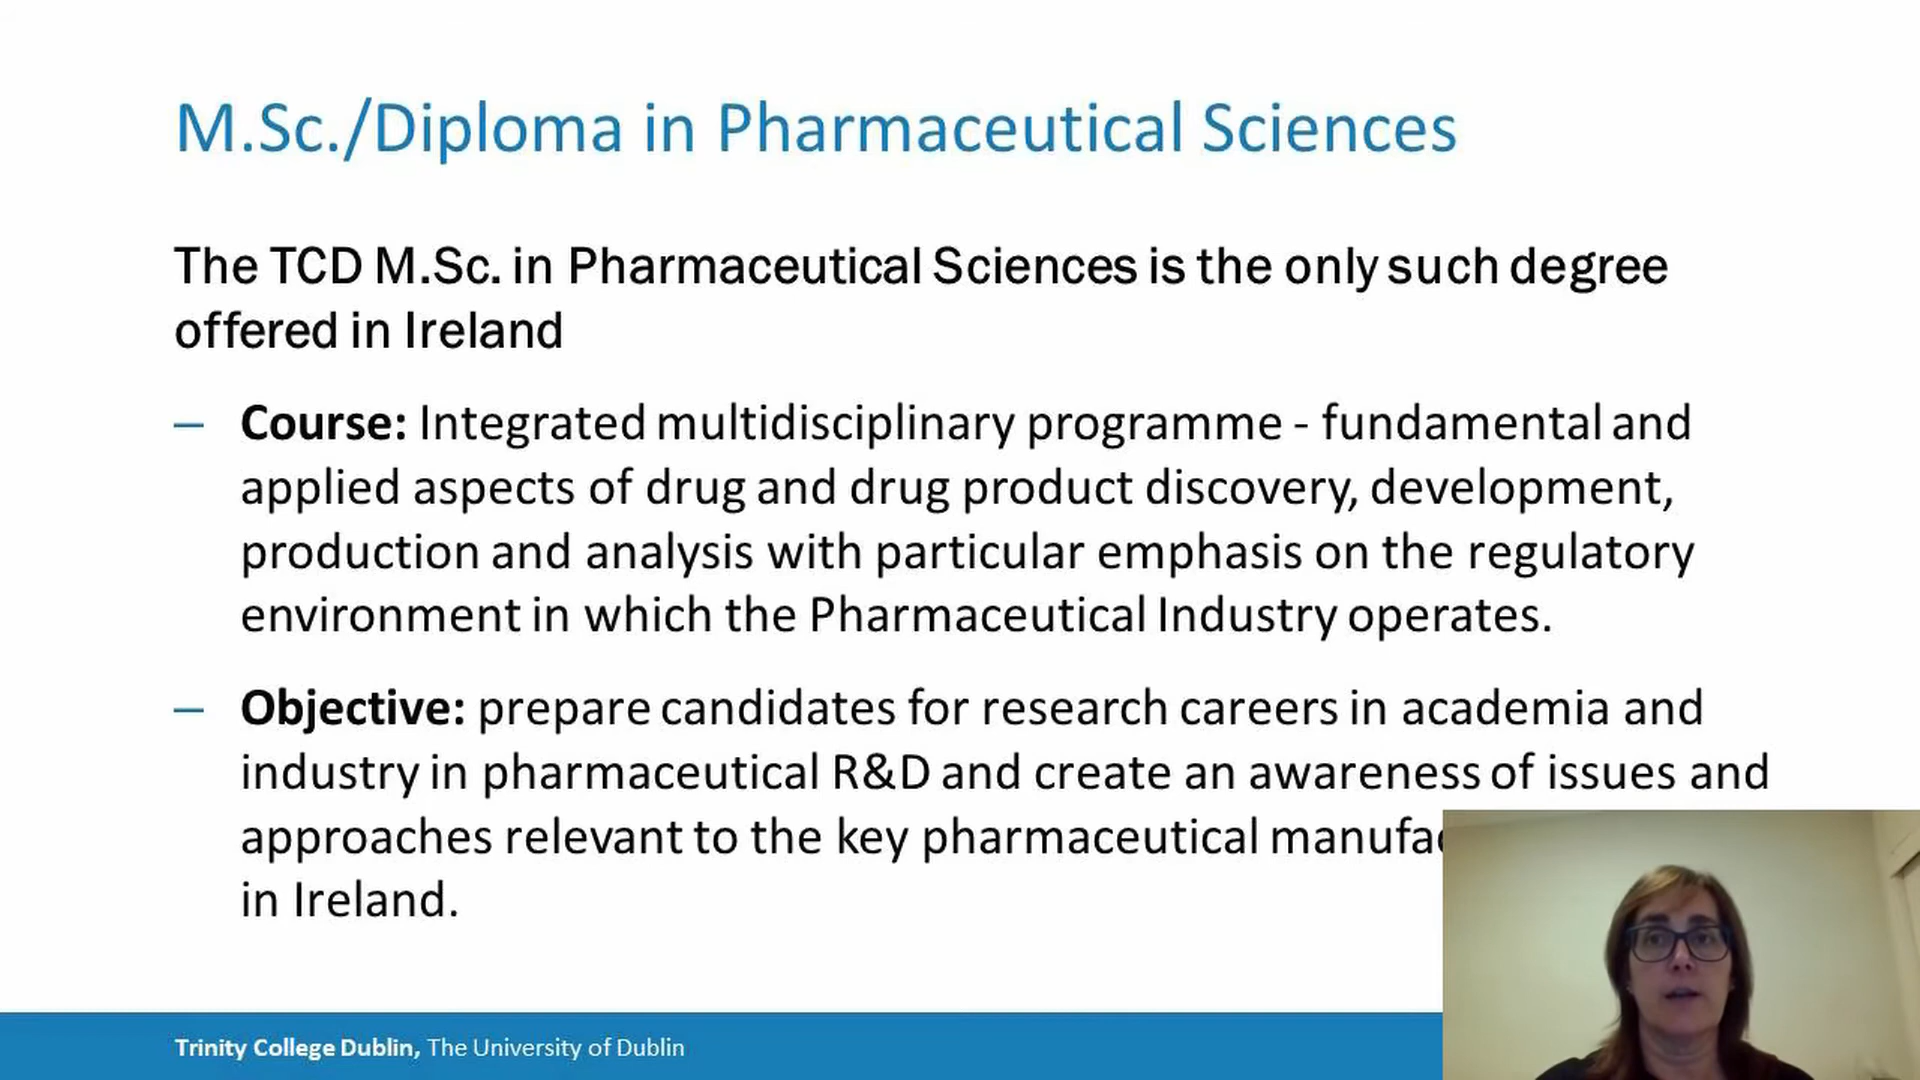 M.Sc./Diploma in Pharmaceutical Sciences
The TCD M.Sc. in Pharmaceutical Sciences is the only such degree
offered in Ireland
– Course: Integrated multidisciplinary programme - fundamental and
applied aspects of drug and drug product discovery, development,
production and analysis with particular emphasis on the regulatory
environment in which the Pharmaceutical Industry operates.
– Objective: prepare candidates for research careers in academia and
industry in pharmaceutical R&D and create an awareness of issues and
approaches relevant to the key pharmaceutical
in Ireland.
Trinity College Dublin, The University of Dublin